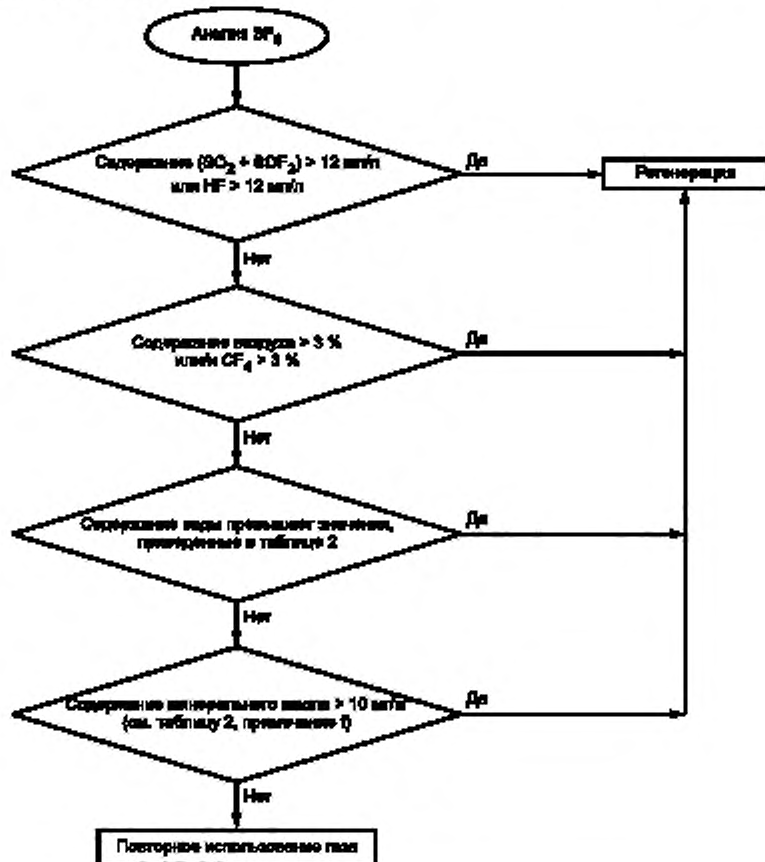 Анализ SF₆
Содержание (SO₂ + SOF₂) > 12 мкл/л
или HF > 12 мкл/л
Да
Регенерация
Нет
Содержание воздуха > 3 %
или/и CF₄ > 3 %
Да
Нет
Содержание воды превышает значения,
приведенные в таблице 2
Да
Нет
Содержание минерального масла > 10 мг/л
(см. таблицу 2, примечание f)
Да
Нет
Повторное использование газа